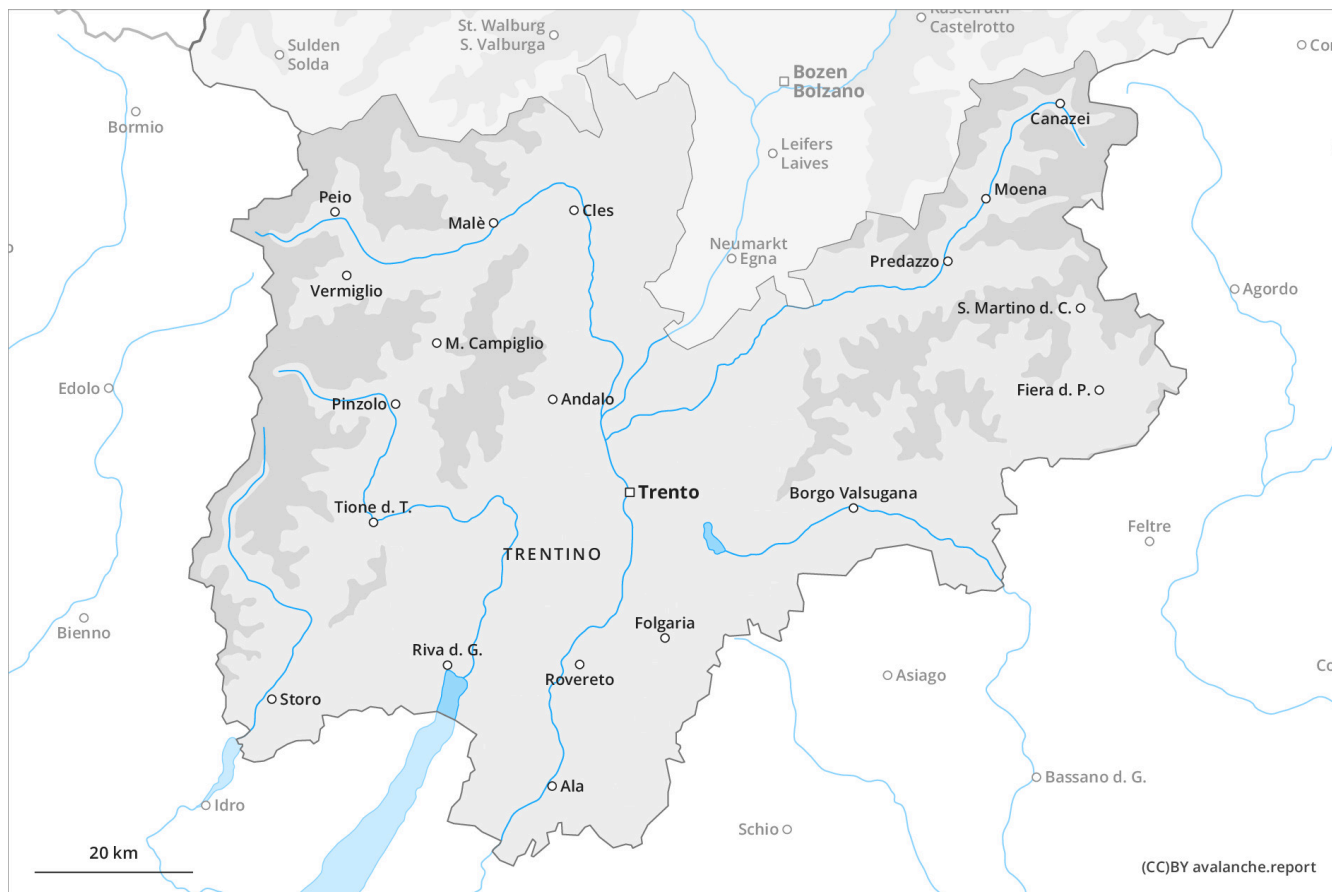 Castelrotto
St. Walburg
S. Valburga
Sulden
Solda
Bozen
Bolzano
Bormio
Canazei
Leifers
Laives
Peio
Moena
Malè
Cles
Neumarkt
Egna
Predazzo
Vermiglio
Agordo
S. Martino d. C.
M. Campiglio
Edolo
Fiera d. P.
Pinzolo
Andalo
Trento
Borgo Valsugana
Tione d. T.
Feltre
TRENTINO
Bienno
Folgaria
Riva d. G.
Asiago
Rovereto
Storo
Ala
Bassano d. G.
Idro
Schio
20 km
(CC)BY avalanche.report